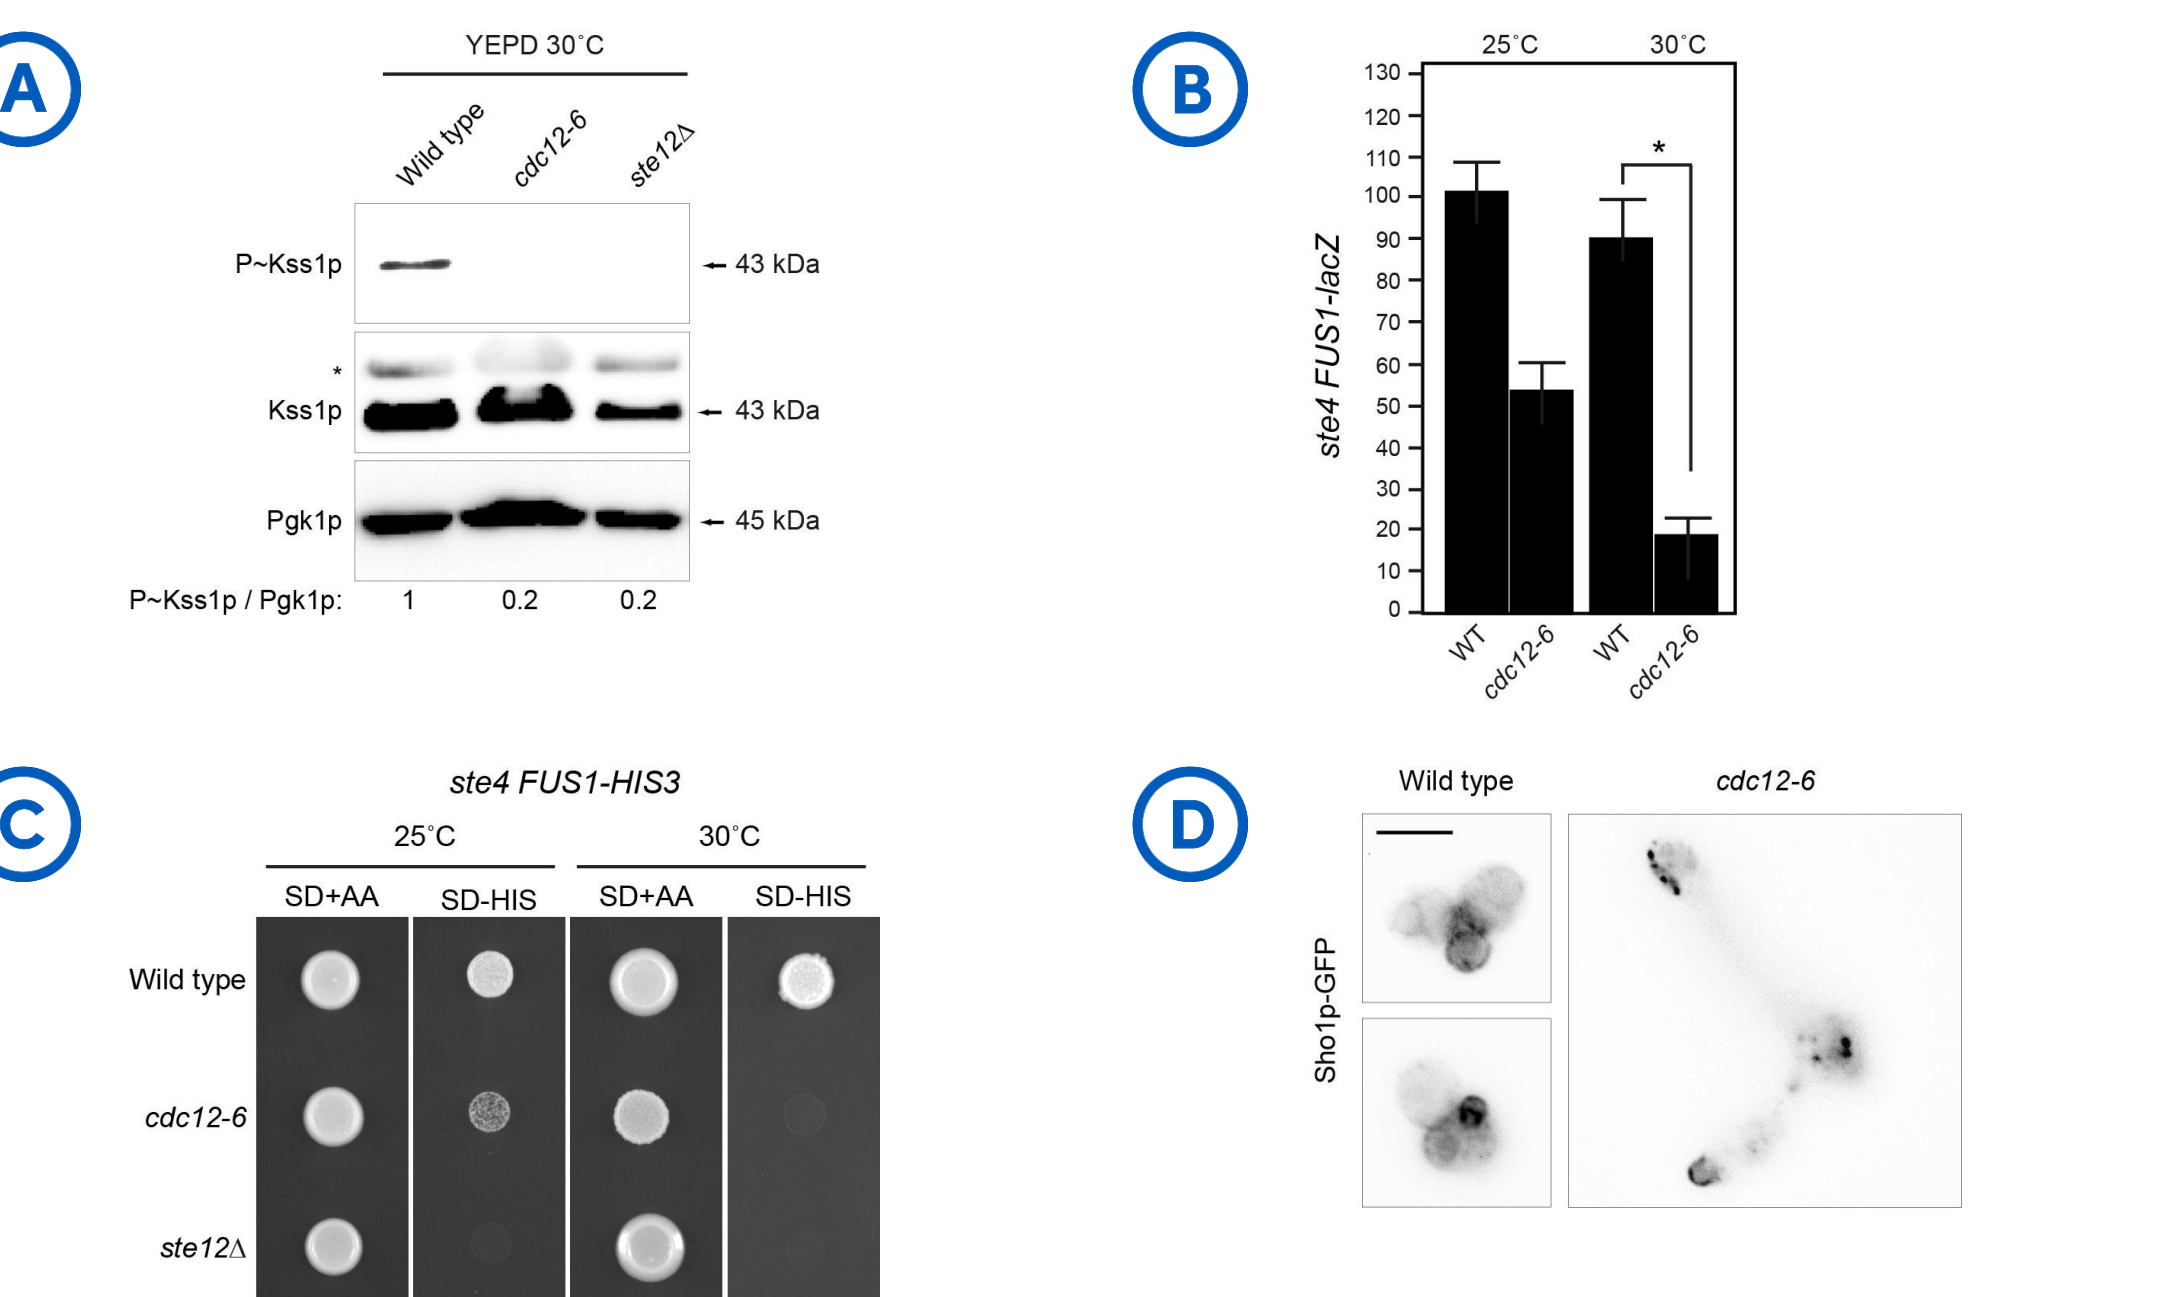 A
YEPD 30˚C
Wild type
cdc12-6
ste12Δ
P~Kss1p
43 kDa
*
Kss1p
43 kDa
Pgk1p
45 kDa
P~Kss1p / Pgk1p: 1 0.2 0.2
B
25˚C 30˚C
ste4 FUS1-lacZ
130
120
110
100
90
80
70
60
50
40
30
20
10
0
*
WT
cdc12-6
WT
cdc12-6
C
ste4 FUS1-HIS3
25˚C 30˚C
SD+AA SD-HIS SD+AA SD-HIS
Wild type
cdc12-6
ste12Δ
D
Wild type cdc12-6
Sho1p-GFP